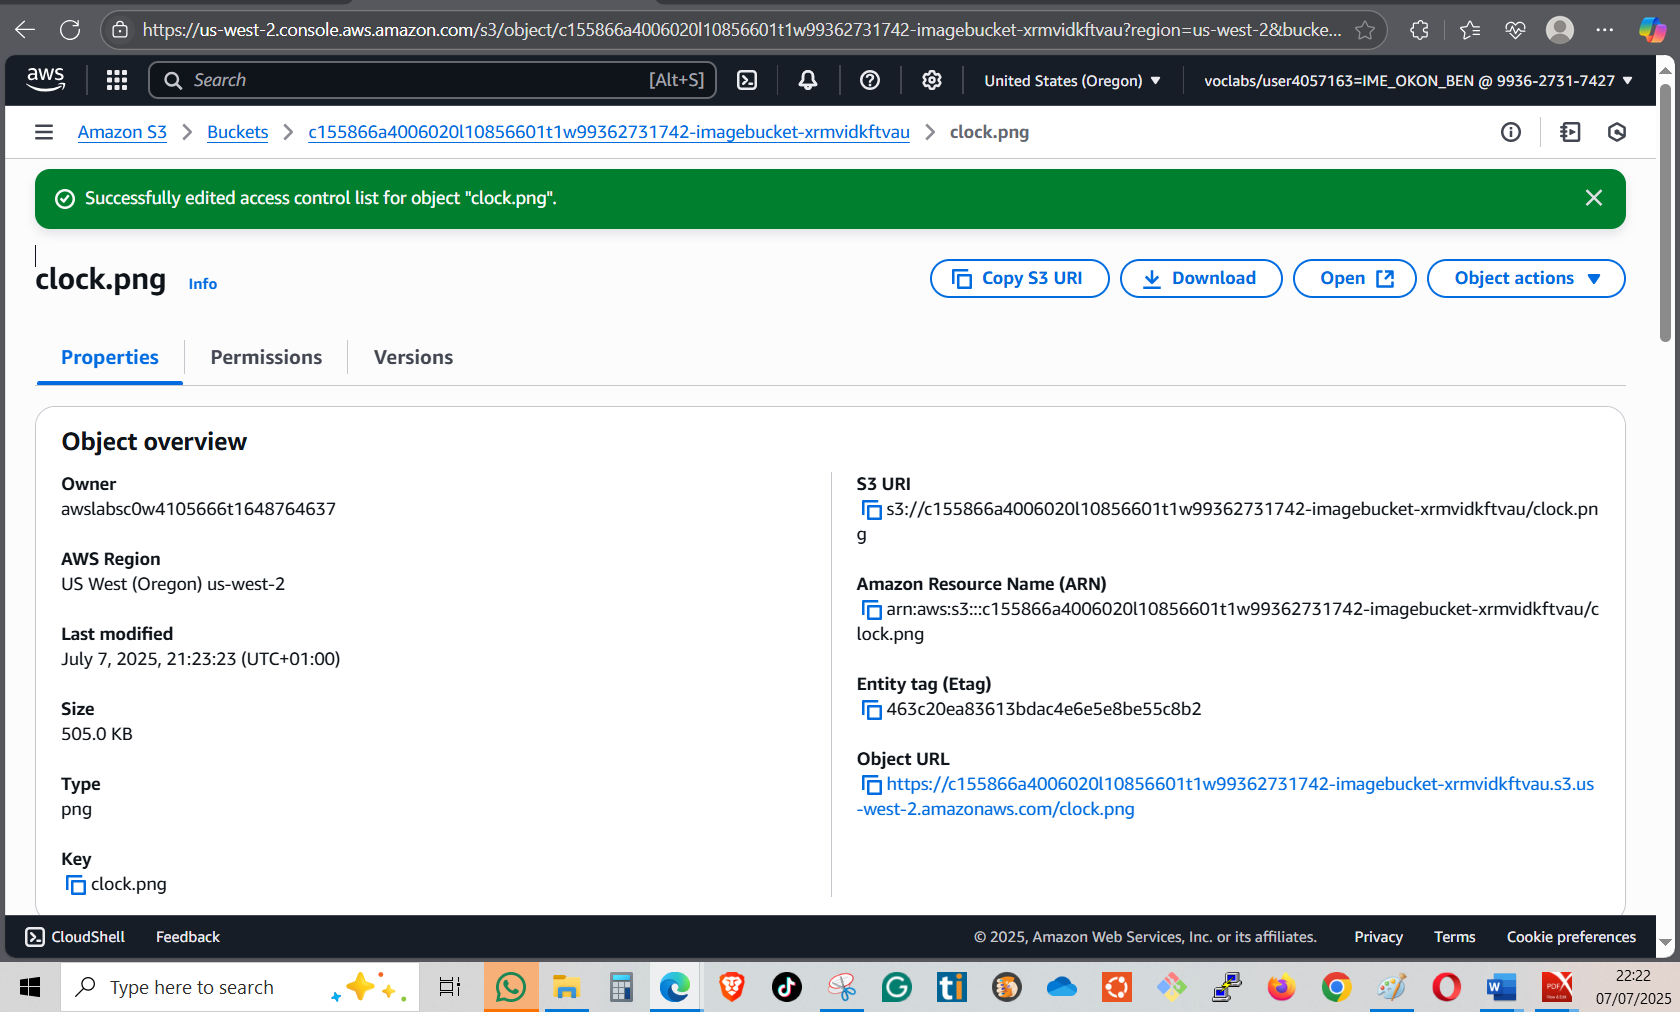 https://us-west-2.console.aws.amazon.com/s3/object/c155866a4006020l10856601t1w99362731742-imagebucket-xrmvidkftvau?region=us-west-2&bucke...
aws
Search [Alt+S]
United States (Oregon)
voclabs/user4057163=IME_OKON_BEN @ 9936-2731-7427
Amazon S3 > Buckets > c155866a4006020l10856601t1w99362731742-imagebucket-xrmvidkftvau > clock.png
Successfully edited access control list for object "clock.png".
clock.png Info
Copy S3 URI
Download
Open
Object actions
Properties
Permissions
Versions
Object overview
Owner
awslabsc0w4105666t1648764637
AWS Region
US West (Oregon) us-west-2
Last modified
July 7, 2025, 21:23:23 (UTC+01:00)
Size
505.0 KB
Type
png
Key
clock.png
S3 URI
s3://c155866a4006020l10856601t1w99362731742-imagebucket-xrmvidkftvau/clock.pn
g
Amazon Resource Name (ARN)
arn:aws:s3:::c155866a4006020l10856601t1w99362731742-imagebucket-xrmvidkftvau/c
lock.png
Entity tag (Etag)
463c20ea83613bdac4e6e5e8be55c8b2
Object URL
https://c155866a4006020l10856601t1w99362731742-imagebucket-xrmvidkftvau.s3.us
-west-2.amazonaws.com/clock.png
CloudShell
Feedback
© 2025, Amazon Web Services, Inc. or its affiliates.
Privacy
Terms
Cookie preferences
Type here to search
ti
W
PDF
22:22
07/07/2025